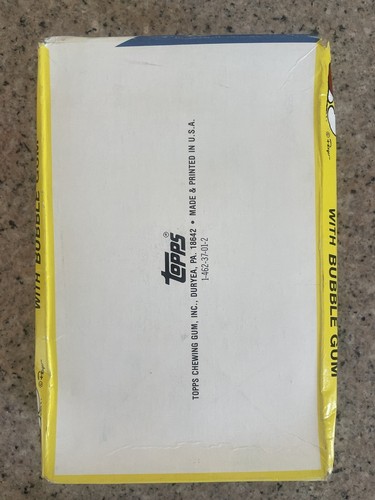 topps®
TOPPS CHEWING GUM, INC., DURYEA, PA. 18642 • MADE & PRINTED IN U.S.A.
1-462-37-01-2
WITH BUBBLE GUM
WITH BUBBLE GUM